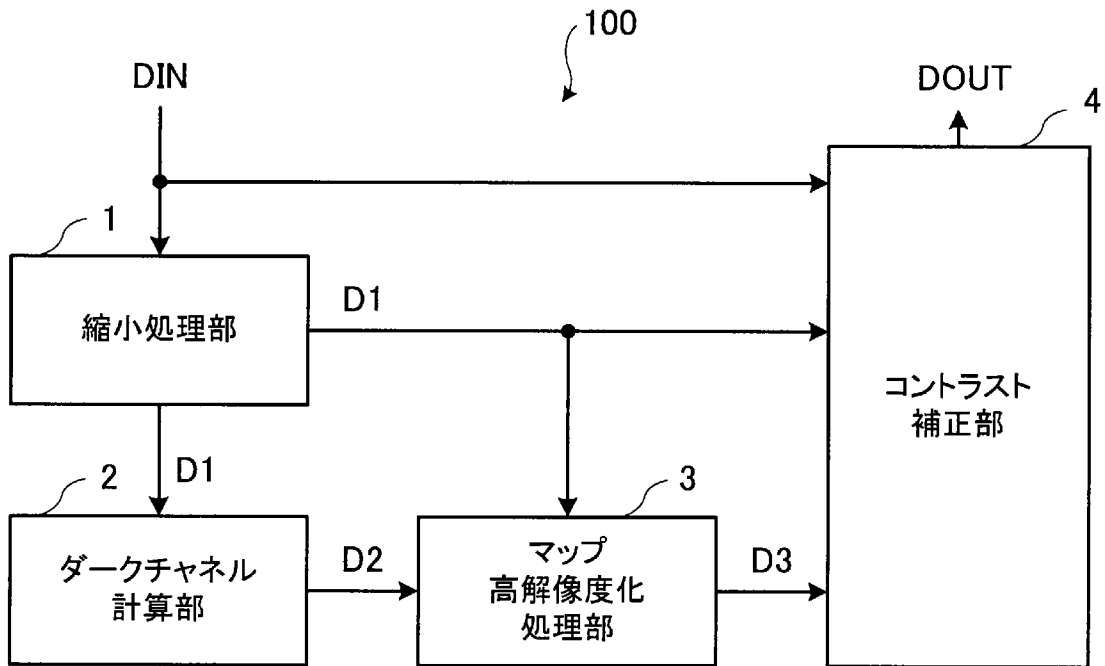 100
DIN
DOUT
4
1
縮小処理部
D1
コントラスト
補正部
D1
2
ダークチャネル
計算部
D2
3
マップ
高解像度化
処理部
D3